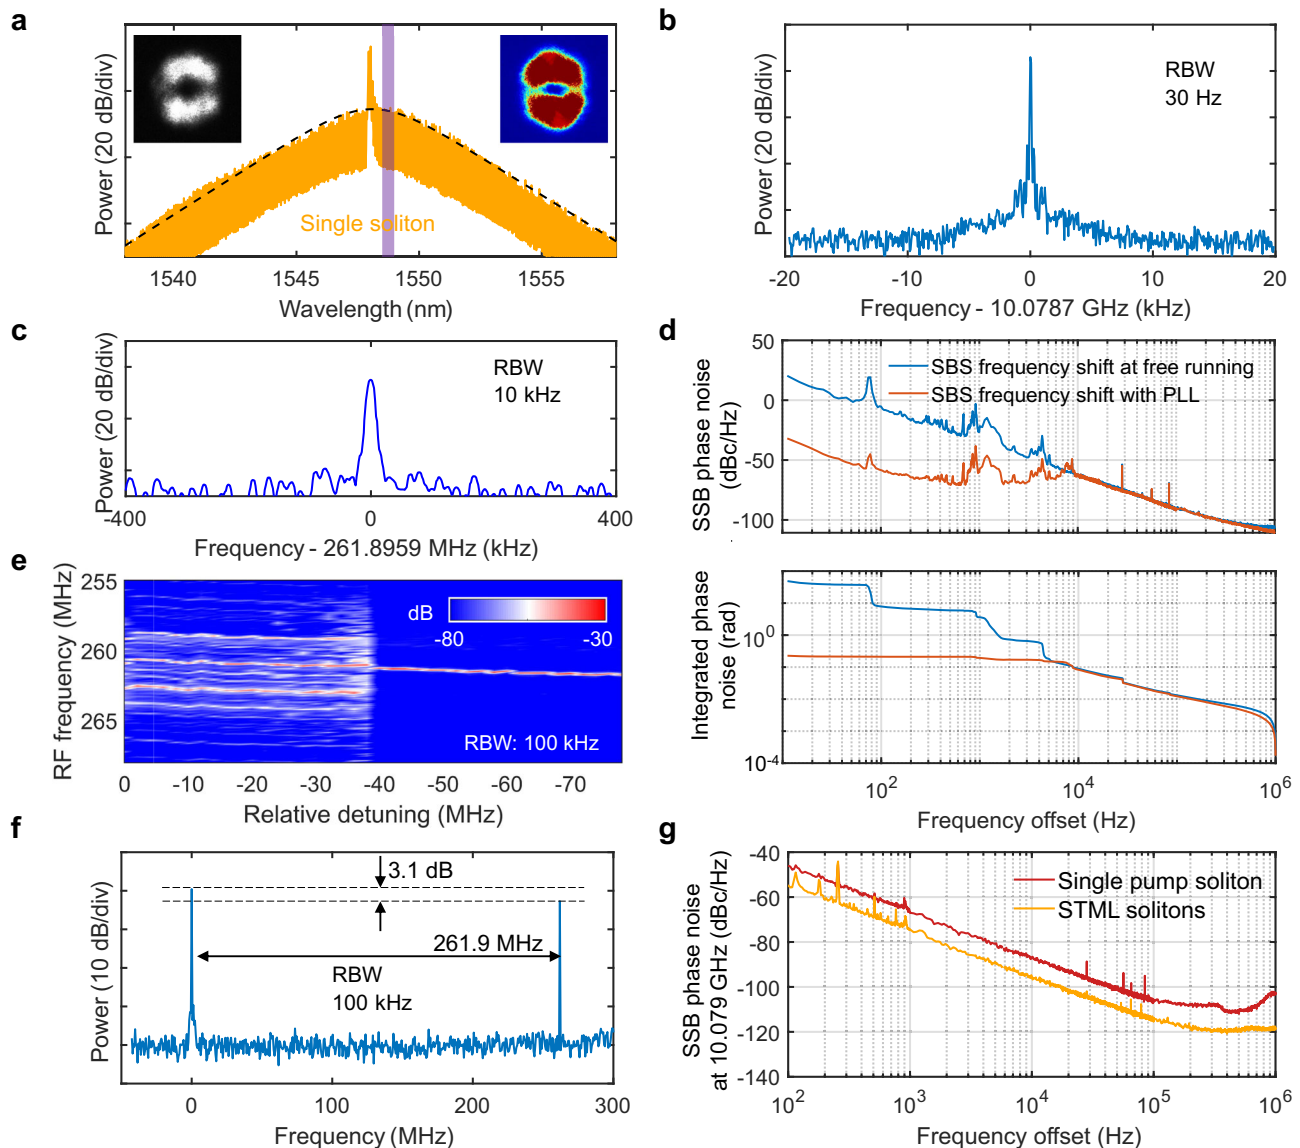 a
Power (20 dB/div)
Single soliton
1540
1545
1550
1555
Wavelength (nm)
b
Power (20 dB/div)
RBW
30 Hz
-20
-10
0
10
20
Frequency - 10.0787 GHz (kHz)
c
Power (20 dB/div)
RBW
10 kHz
-400
0
400
Frequency - 261.8959 MHz (kHz)
d
SSB phase noise
(dBc/Hz)
50
0
-50
-100
SBS frequency shift at free running
SBS frequency shift with PLL
Integrated phase
noise (rad)
10^0
10^-4
10^2
10^4
10^6
Frequency offset (Hz)
e
RF frequency (MHz)
255
260
265
dB
-80
-30
RBW: 100 kHz
0
-10
-20
-30
-40
-50
-60
-70
Relative detuning (MHz)
f
Power (10 dB/div)
3.1 dB
261.9 MHz
RBW
100 kHz
0
100
200
300
Frequency (MHz)
g
SSB phase noise
at 10.079 GHz (dBc/Hz)
-40
-60
-80
-100
-120
-140
Single pump soliton
STML solitons
10^2
10^3
10^4
10^5
10^6
Frequency offset (Hz)